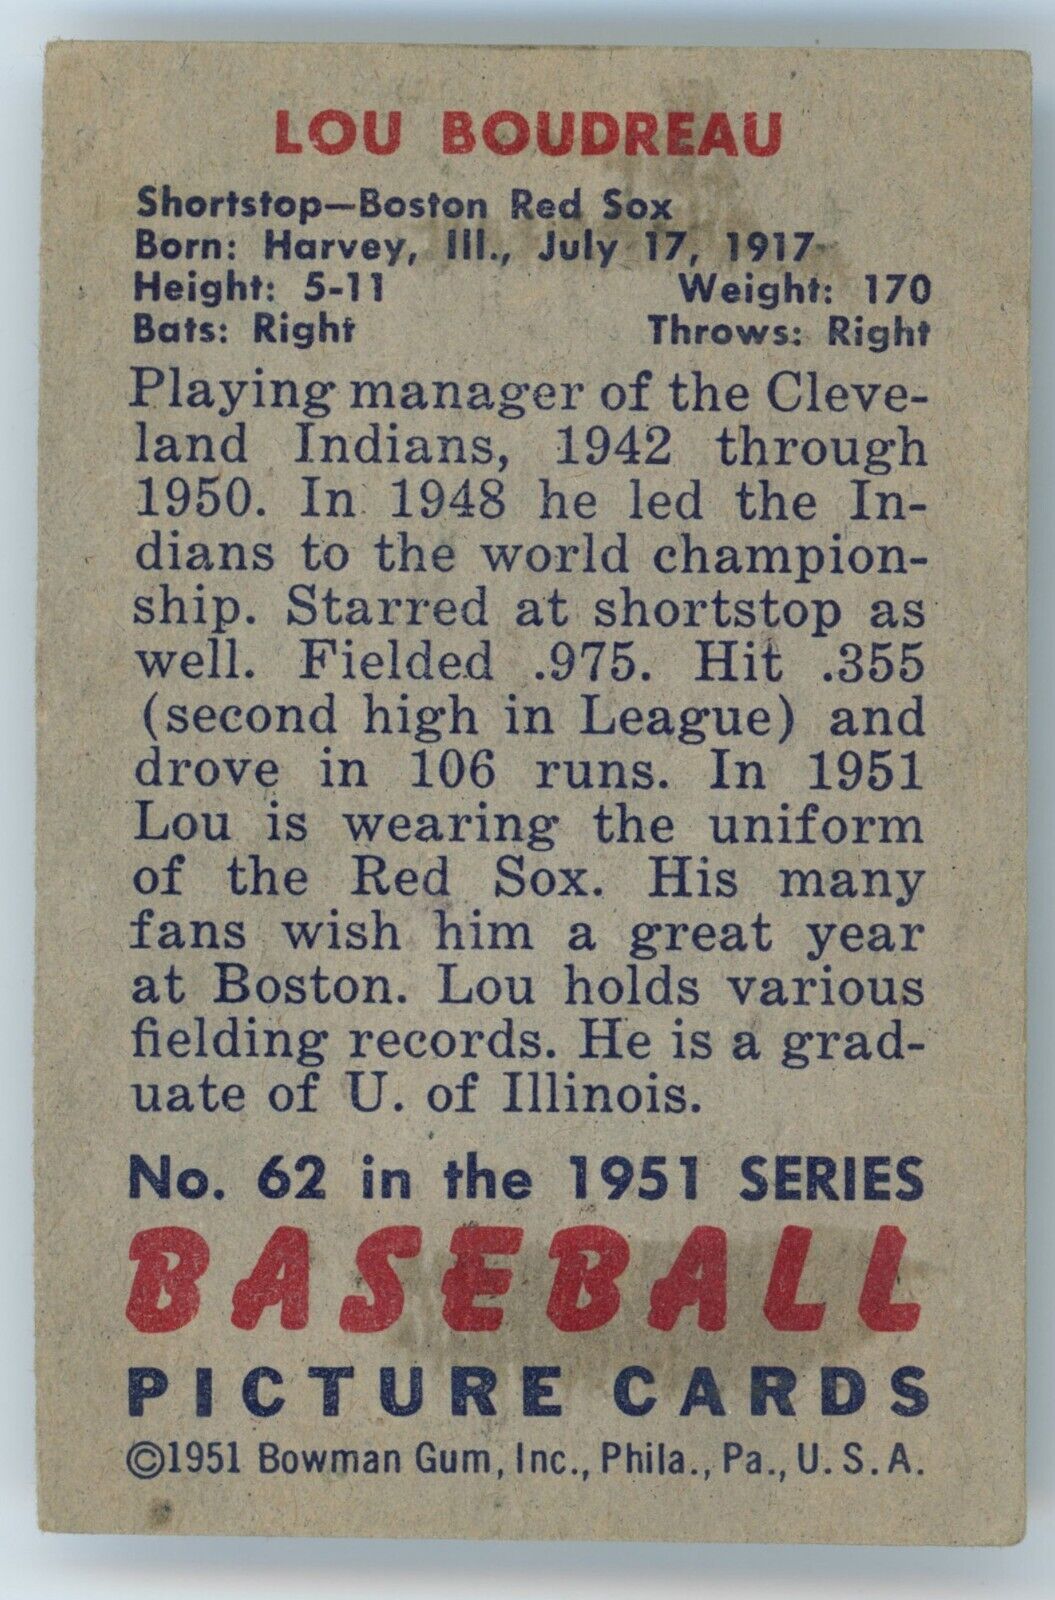 LOU BOUDREAU
Shortstop—Boston Red Sox
Born: Harvey, Ill., July 17, 1917
Height: 5-11 Weight: 170
Bats: Right Throws: Right
Playing manager of the Cleve-
land Indians, 1942 through
1950. In 1948 he led the In-
dians to the world champion-
ship. Starred at shortstop as
well. Fielded .975. Hit .355
(second high in League) and
drove in 106 runs. In 1951
Lou is wearing the uniform
of the Red Sox. His many
fans wish him a great year
at Boston. Lou holds various
fielding records. He is a grad-
uate of U. of Illinois.
No. 62 in the 1951 SERIES
BASEBALL
PICTURE CARDS
©1951 Bowman Gum, Inc., Phila., Pa., U. S. A.